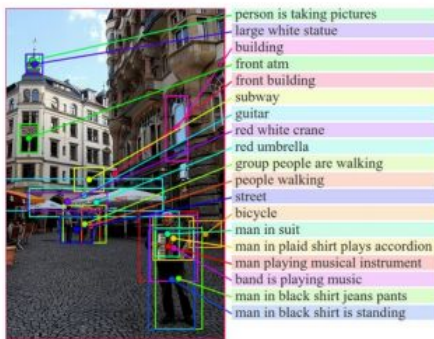 person is taking pictures
large white statue
building
front atm
front building
subway
guitar
red white crane
red umbrella
group people are walking
people walking
street
bicycle
man in suit
man in plaid shirt plays accordion
man playing musical instrument
band is playing music
man in black shirt jeans pants
man in black shirt is standing